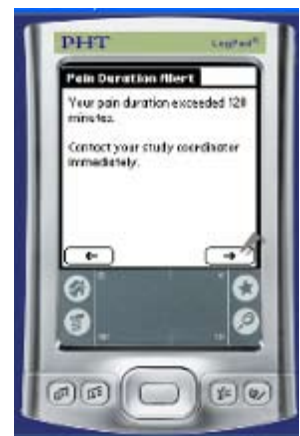 PHT LogPad®
Pain Duration Alert
Your pain duration exceeded 120
minutes.
Contact your study coordinator
immediately.